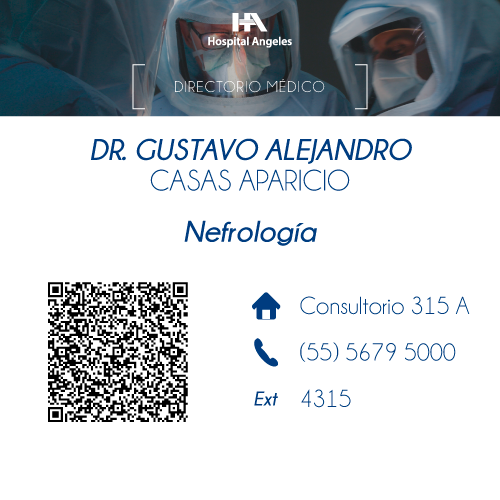 HA
Hospital Angeles
DIRECTORIO MÉDICO
DR. GUSTAVO ALEJANDRO
CASAS APARICIO
Nefrología
Consultorio 315 A
(55) 5679 5000
Ext 4315